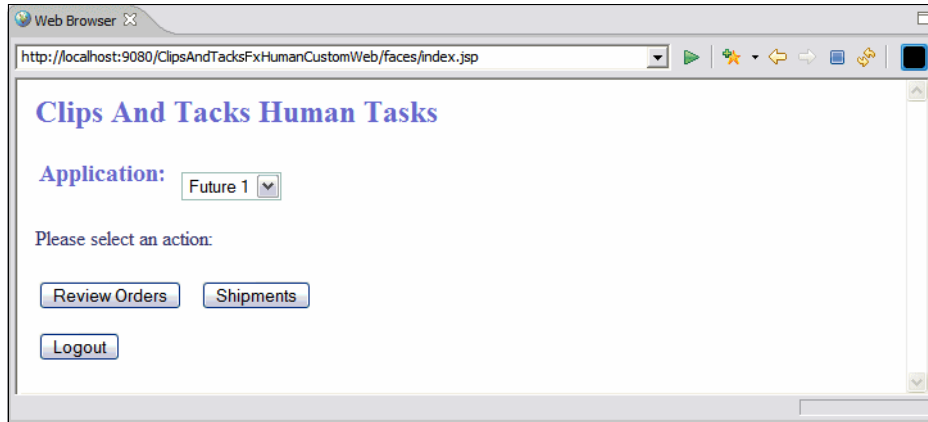 Web Browser
http://localhost:9080/ClipsAndTacksFxHumanCustomWeb/faces/index.jsp
Clips And Tacks Human Tasks
Application: Future 1
Please select an action:
Review Orders Shipments
Logout